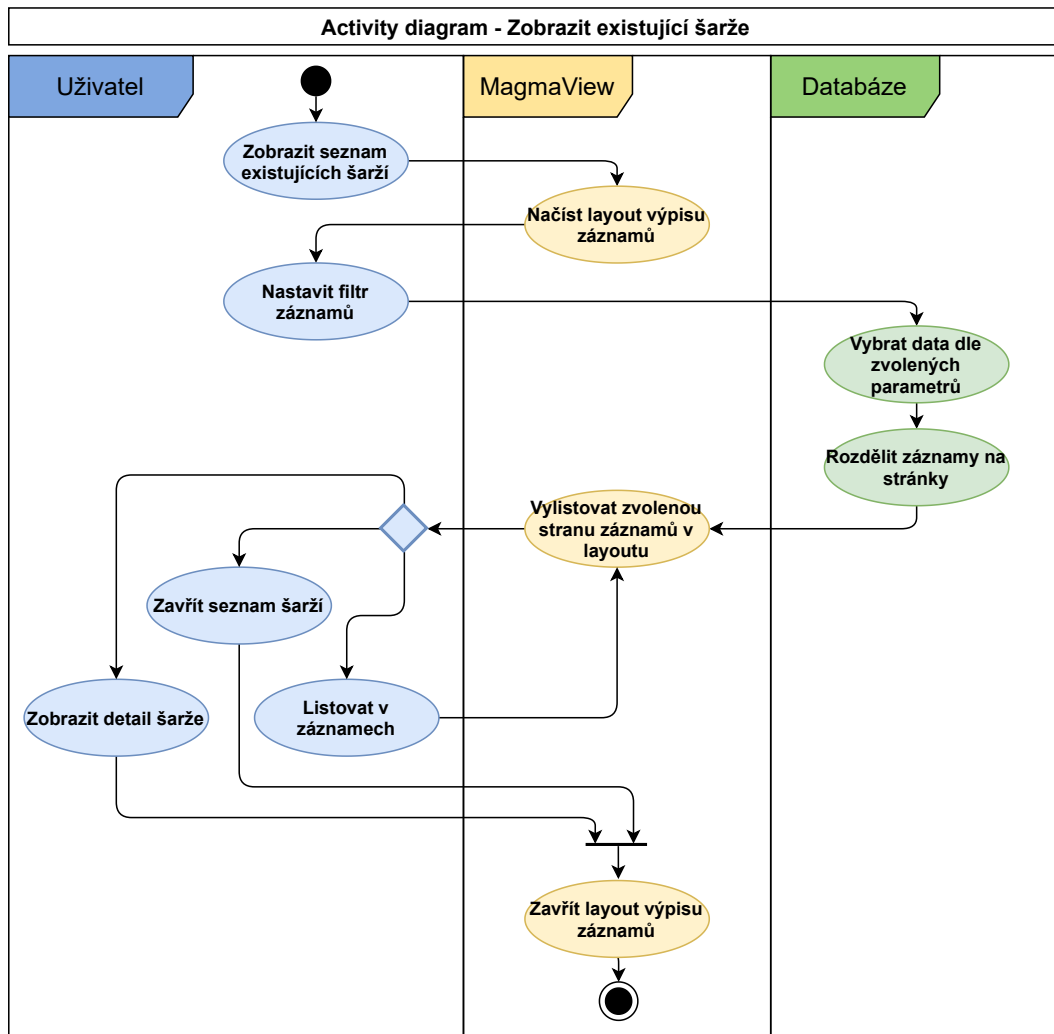 Activity diagram - Zobrazit existující šarže
Uživatel
MagmaView
Databáze
Zobrazit seznam
existujících šarží
Načíst layout výpisu
záznamů
Nastavit filtr
záznamů
Vybrat data dle
zvolených
parametrů
Rozdělit záznamy na
stránky
Vylistovat zvolenou
stranu záznamů v
layoutu
Zavřít seznam šarží
Zobrazit detail šarže
Listovat v
záznamech
Zavřít layout výpisu
záznamů